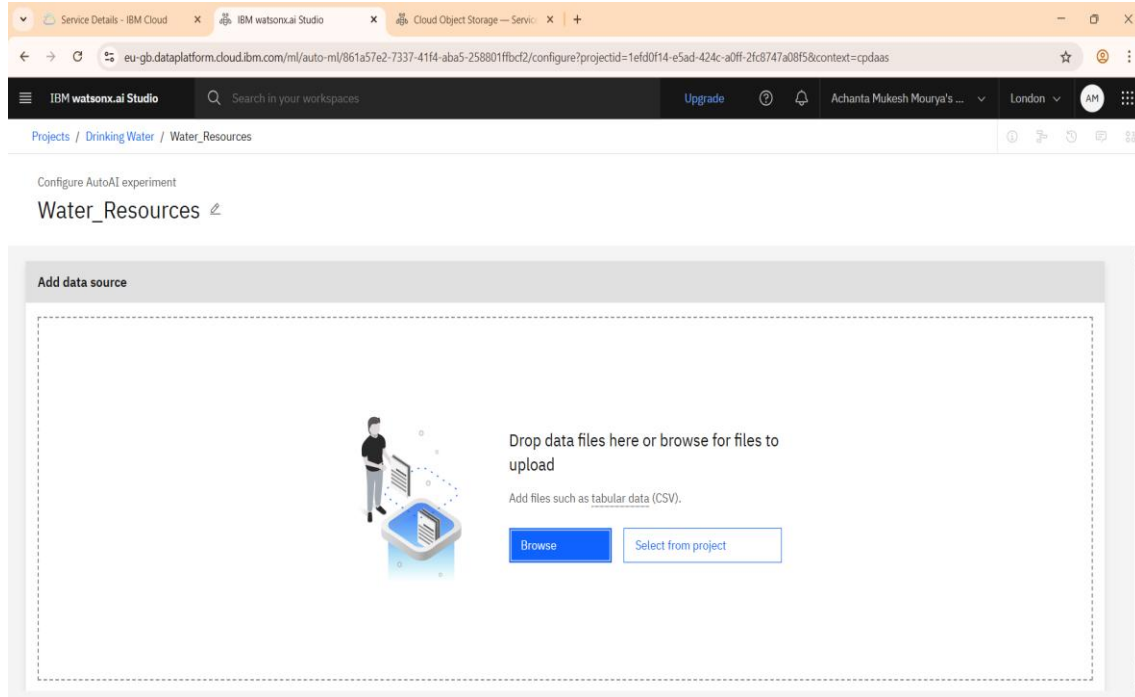 Service Details - IBM Cloud
IBM watsonx.ai Studio
Cloud Object Storage — Servic
eu-gb.dataplatform.cloud.ibm.com/ml/auto-ml/861a57e2-7337-41f4-aba5-258801ffbcf2/configure?projectid=1efd0f14-e5ad-424c-a0ff-2fc8747a08f5&context=cpdaas
IBM watsonx.ai Studio
Search in your workspaces
Upgrade
Achanta Mukesh Mourya's ...
London
AM
Projects / Drinking Water / Water_Resources
Configure AutoAI experiment
Water_Resources
Add data source
Drop data files here or browse for files to
upload
Add files such as tabular data (CSV).
Browse
Select from project